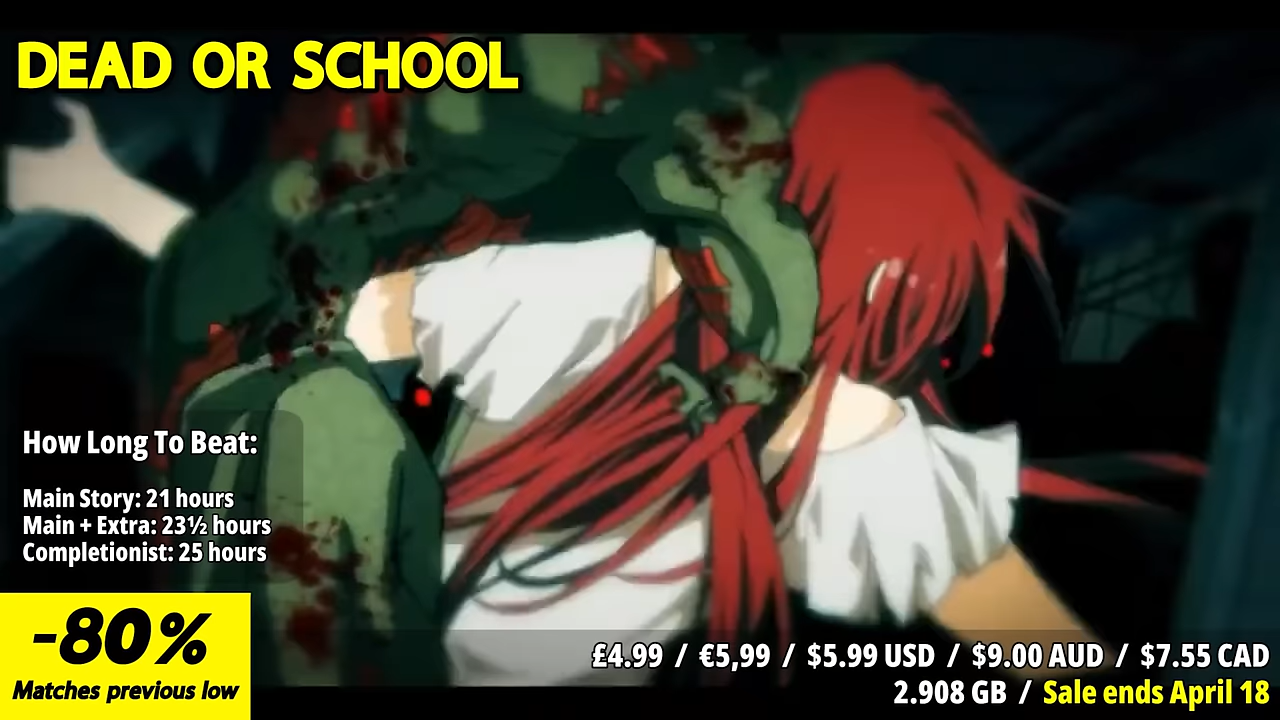 DEAD OR SCHOOL
How Long To Beat:
Main Story: 21 hours
Main + Extra: 23½ hours
Completionist: 25 hours
-80%
Matches previous low
£4.99 / €5,99 / $5.99 USD / $9.00 AUD / $7.55 CAD
2.908 GB / Sale ends April 18